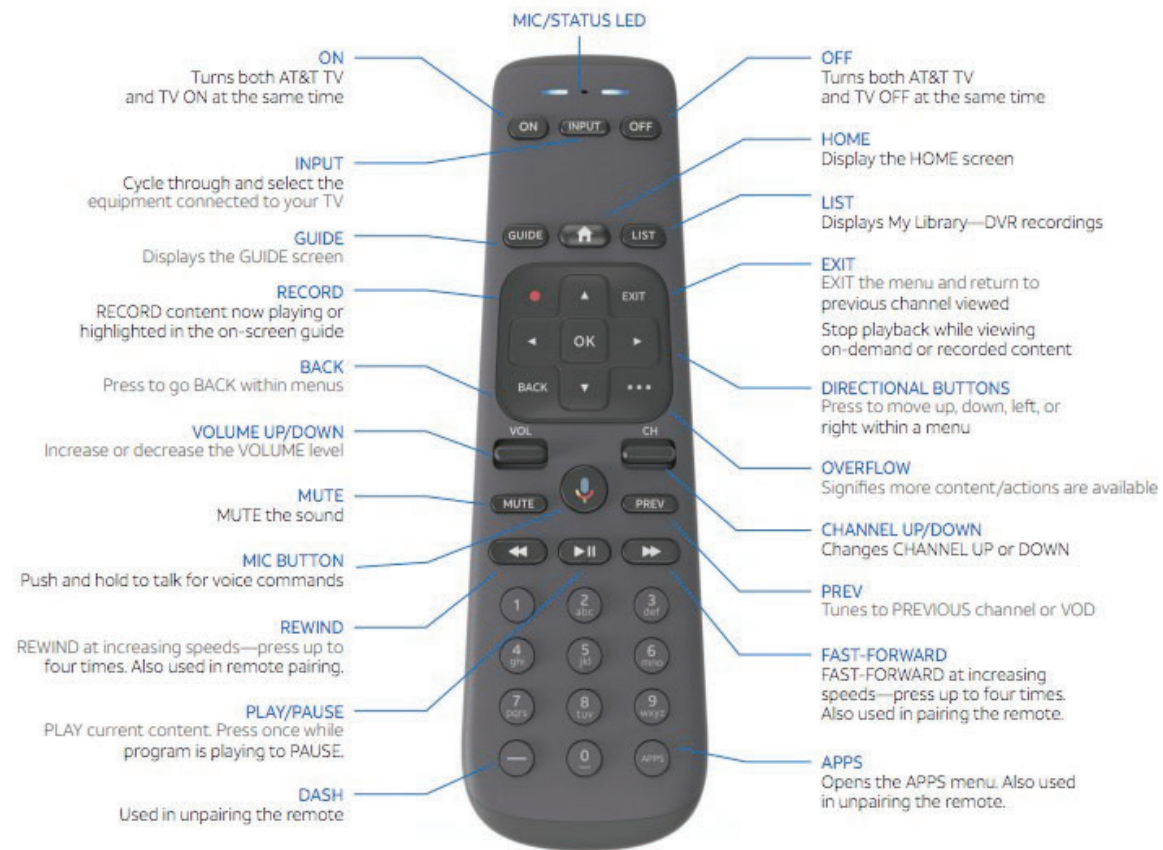 MIC/STATUS LED
ON
Turns both AT&T TV
and TV ON at the same time
INPUT
Cycle through and select the
equipment connected to your TV
GUIDE
Displays the GUIDE screen
RECORD
RECORD content now playing or
highlighted in the on-screen guide
BACK
Press to go BACK within menus
VOLUME UP/DOWN
Increase or decrease the VOLUME level
MUTE
MUTE the sound
MIC BUTTON
Push and hold to talk for voice commands
REWIND
REWIND at increasing speeds—press up to
four times. Also used in remote pairing.
PLAY/PAUSE
PLAY current content. Press once while
program is playing to PAUSE.
DASH
Used in unpairing the remote
ON INPUT OFF
GUIDE LIST
EXIT
OK
BACK
VOL CH
MUTE PREV
1 2 3
abc def
4 5 6
ghi jkl mno
7 8 9
pqrs tuv wxyz
0 APPS
OFF
Turns both AT&T TV
and TV OFF at the same time
HOME
Display the HOME screen
LIST
Displays My Library—DVR recordings
EXIT
EXIT the menu and return to
previous channel viewed
Stop playback while viewing
on-demand or recorded content
DIRECTIONAL BUTTONS
Press to move up, down, left, or
right within a menu
OVERFLOW
Signifies more content/actions are available
CHANNEL UP/DOWN
Changes CHANNEL UP or DOWN
PREV
Tunes to PREVIOUS channel or VOD
FAST-FORWARD
FAST-FORWARD at increasing
speeds—press up to four times.
Also used in pairing the remote.
APPS
Opens the APPS menu. Also used
in unpairing the remote.